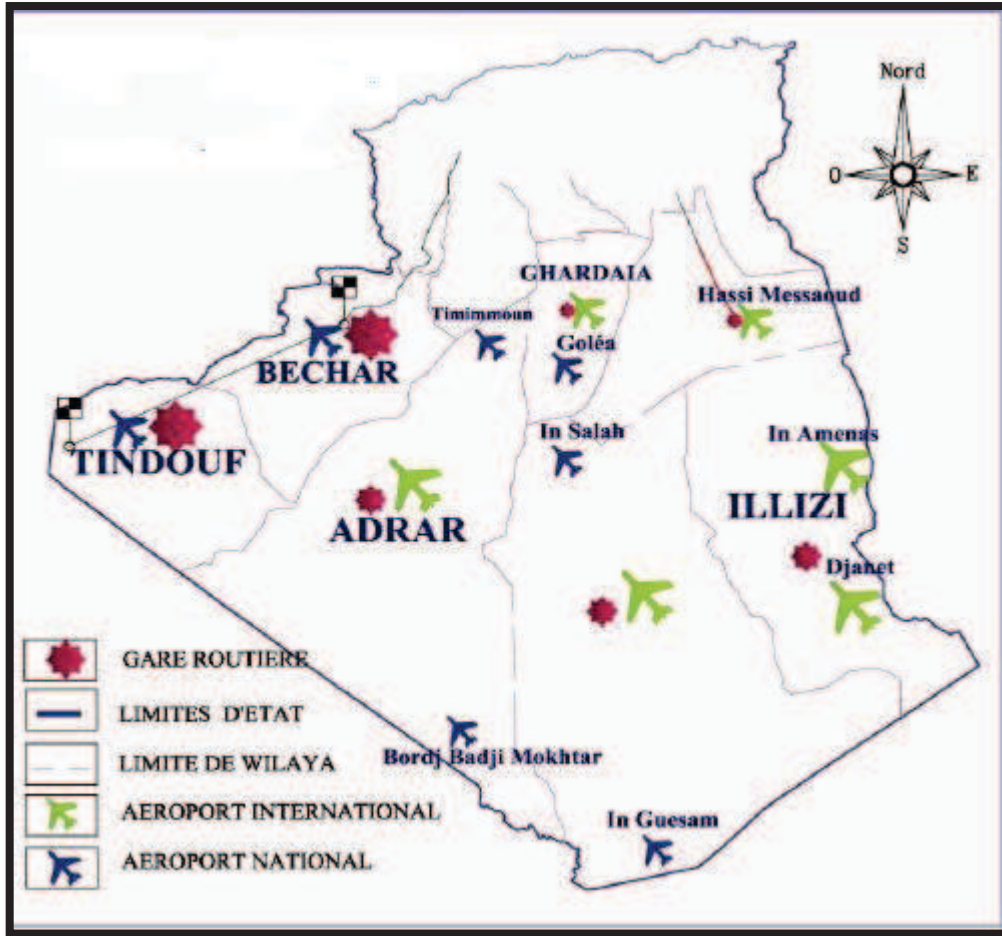 Nord
O
E
S
GHARDAIA
Hassi Messaoud
Timimmoun
Goléa
BECHAR
In Salah
In Amenas
TINDOUF
ILLIZI
ADRAR
Djanet
GARE ROUTIERE
LIMITES D'ETAT
LIMITE DE WILAYA
Bordj Badji Mokhtar
AEROPORT INTERNATIONAL
In Guesam
AEROPORT NATIONAL